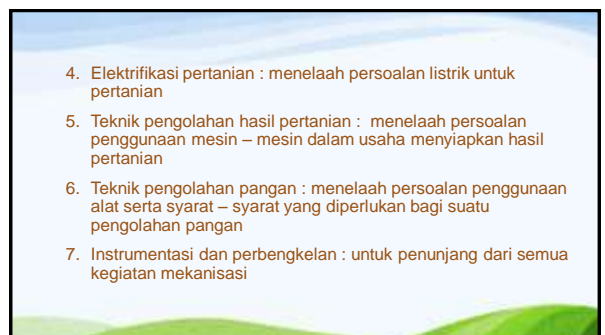 4. Elektrifikasi pertanian : menelaah persoalan listrik untuk
pertanian
5. Teknik pengolahan hasil pertanian : menelaah persoalan
penggunaan mesin – mesin dalam usaha menyiapkan hasil
pertanian
6. Teknik pengolahan pangan : menelaah persoalan penggunaan
alat serta syarat – syarat yang diperlukan bagi suatu
pengolahan pangan
7. Instrumentasi dan perbengkelan : untuk penunjang dari semua
kegiatan mekanisasi